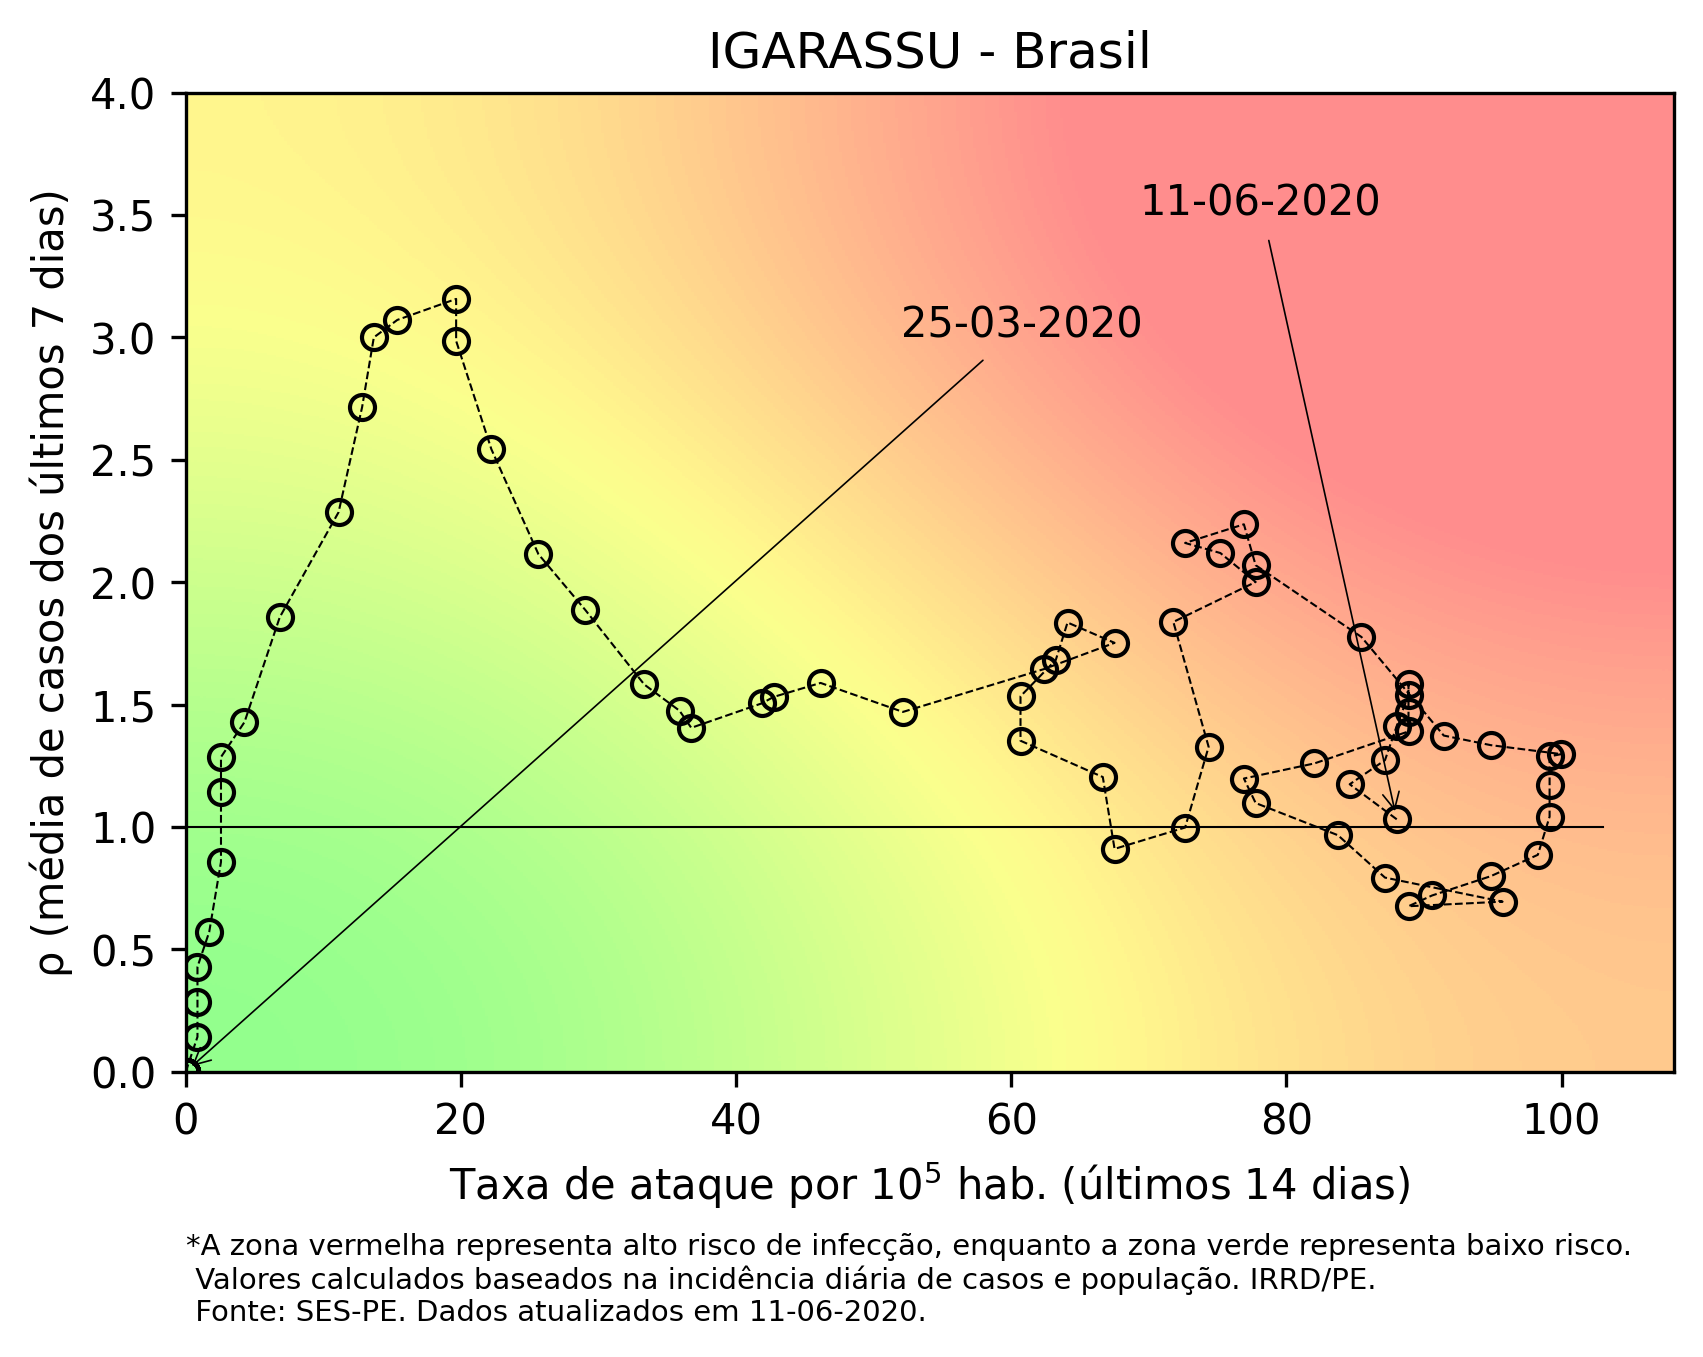 IGARASSU - Brasil
4.0
3.5
3.0
2.5
2.0
1.5
1.0
0.5
0.0
ρ (média de casos dos últimos 7 dias)
11-06-2020
25-03-2020
0 20 40 60 80 100
Taxa de ataque por 10⁵ hab. (últimos 14 dias)
*A zona vermelha representa alto risco de infecção, enquanto a zona verde representa baixo risco.
Valores calculados baseados na incidência diária de casos e população. IRRD/PE.
Fonte: SES-PE. Dados atualizados em 11-06-2020.